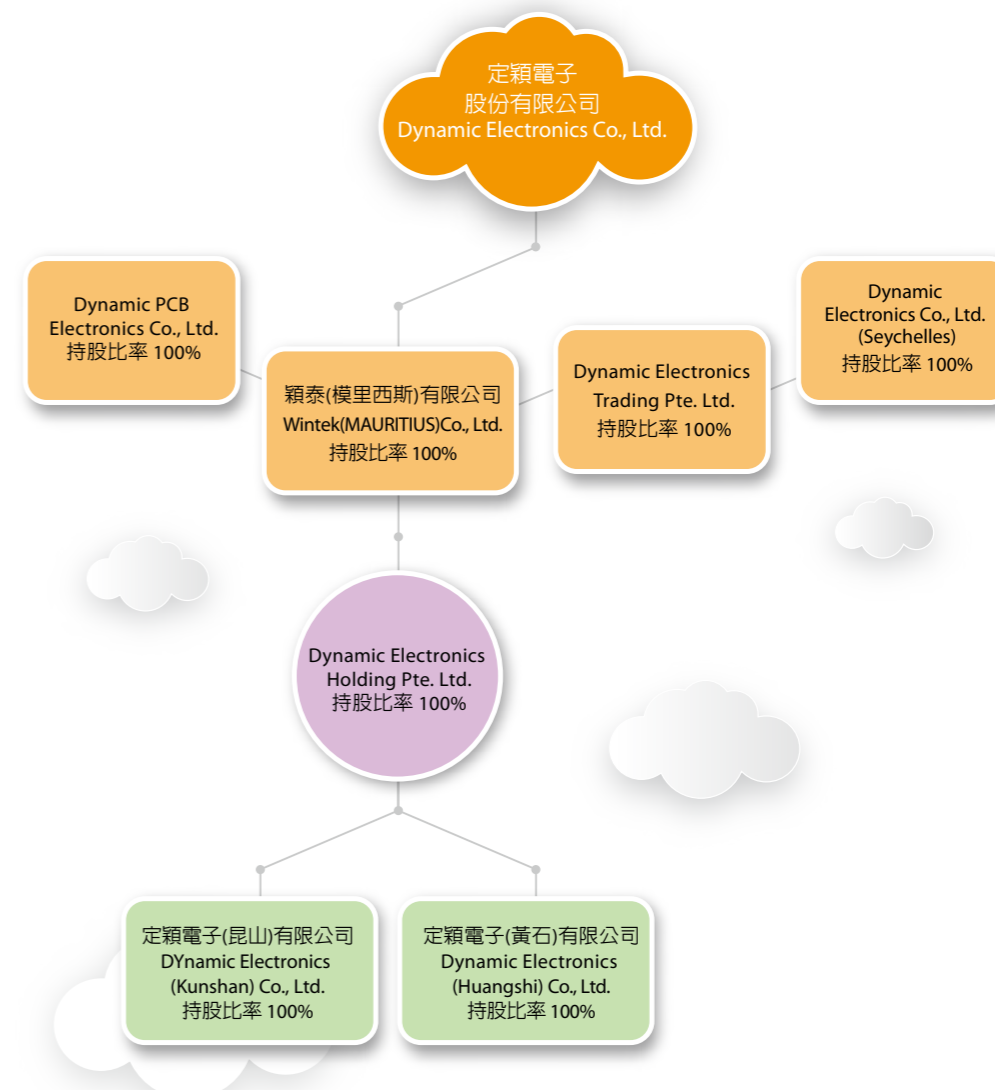 定穎電子
股份有限公司
Dynamic Electronics Co., Ltd.
Dynamic PCB
Electronics Co., Ltd.
持股比率 100%
穎泰(模里西斯)有限公司
Wintek(MAURITIUS)Co., Ltd.
持股比率 100%
Dynamic Electronics
Trading Pte. Ltd.
持股比率 100%
Dynamic
Electronics Co., Ltd.
(Seychelles)
持股比率 100%
Dynamic Electronics
Holding Pte. Ltd.
持股比率 100%
定穎電子(昆山)有限公司
DYnamic Electronics
(Kunshan) Co., Ltd.
持股比率 100%
定穎電子(黃石)有限公司
Dynamic Electronics
(Huangshi) Co., Ltd.
持股比率 100%